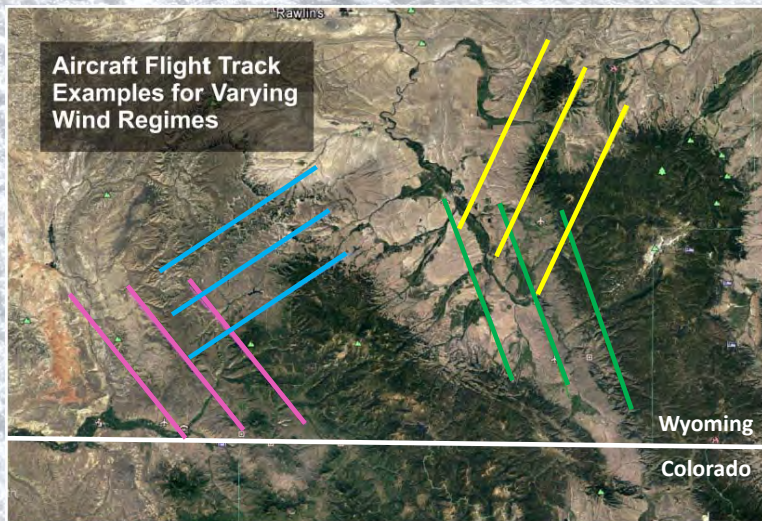 Rawlins
Aircraft Flight Track
Examples for Varying
Wind Regimes
Wyoming
Colorado